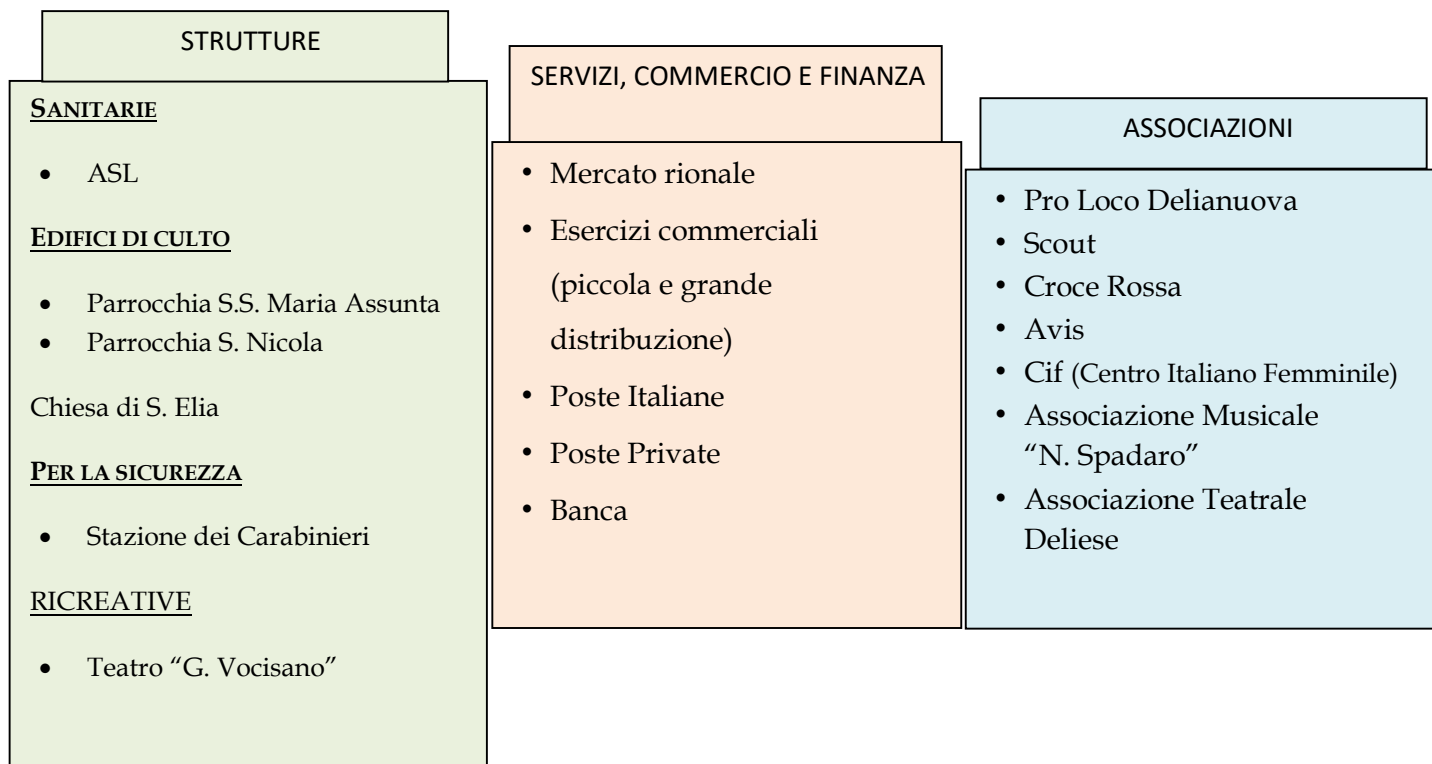 STRUTTURE
SANITARIE
• ASL
EDIFICI DI CULTO
• Parrocchia S.S. Maria Assunta
• Parrocchia S. Nicola
Chiesa di S. Elia
PER LA SICUREZZA
• Stazione dei Carabinieri
RICREATIVE
• Teatro “G. Vocisano”
SERVIZI, COMMERCIO E FINANZA
• Mercato rionale
• Esercizi commerciali
(piccola e grande
distribuzione)
• Poste Italiane
• Poste Private
• Banca
ASSOCIAZIONI
• Pro Loco Delianuova
• Scout
• Croce Rossa
• Avis
• Cif (Centro Italiano Femminile)
• Associazione Musicale
“N. Spadaro”
• Associazione Teatrale
Deliese